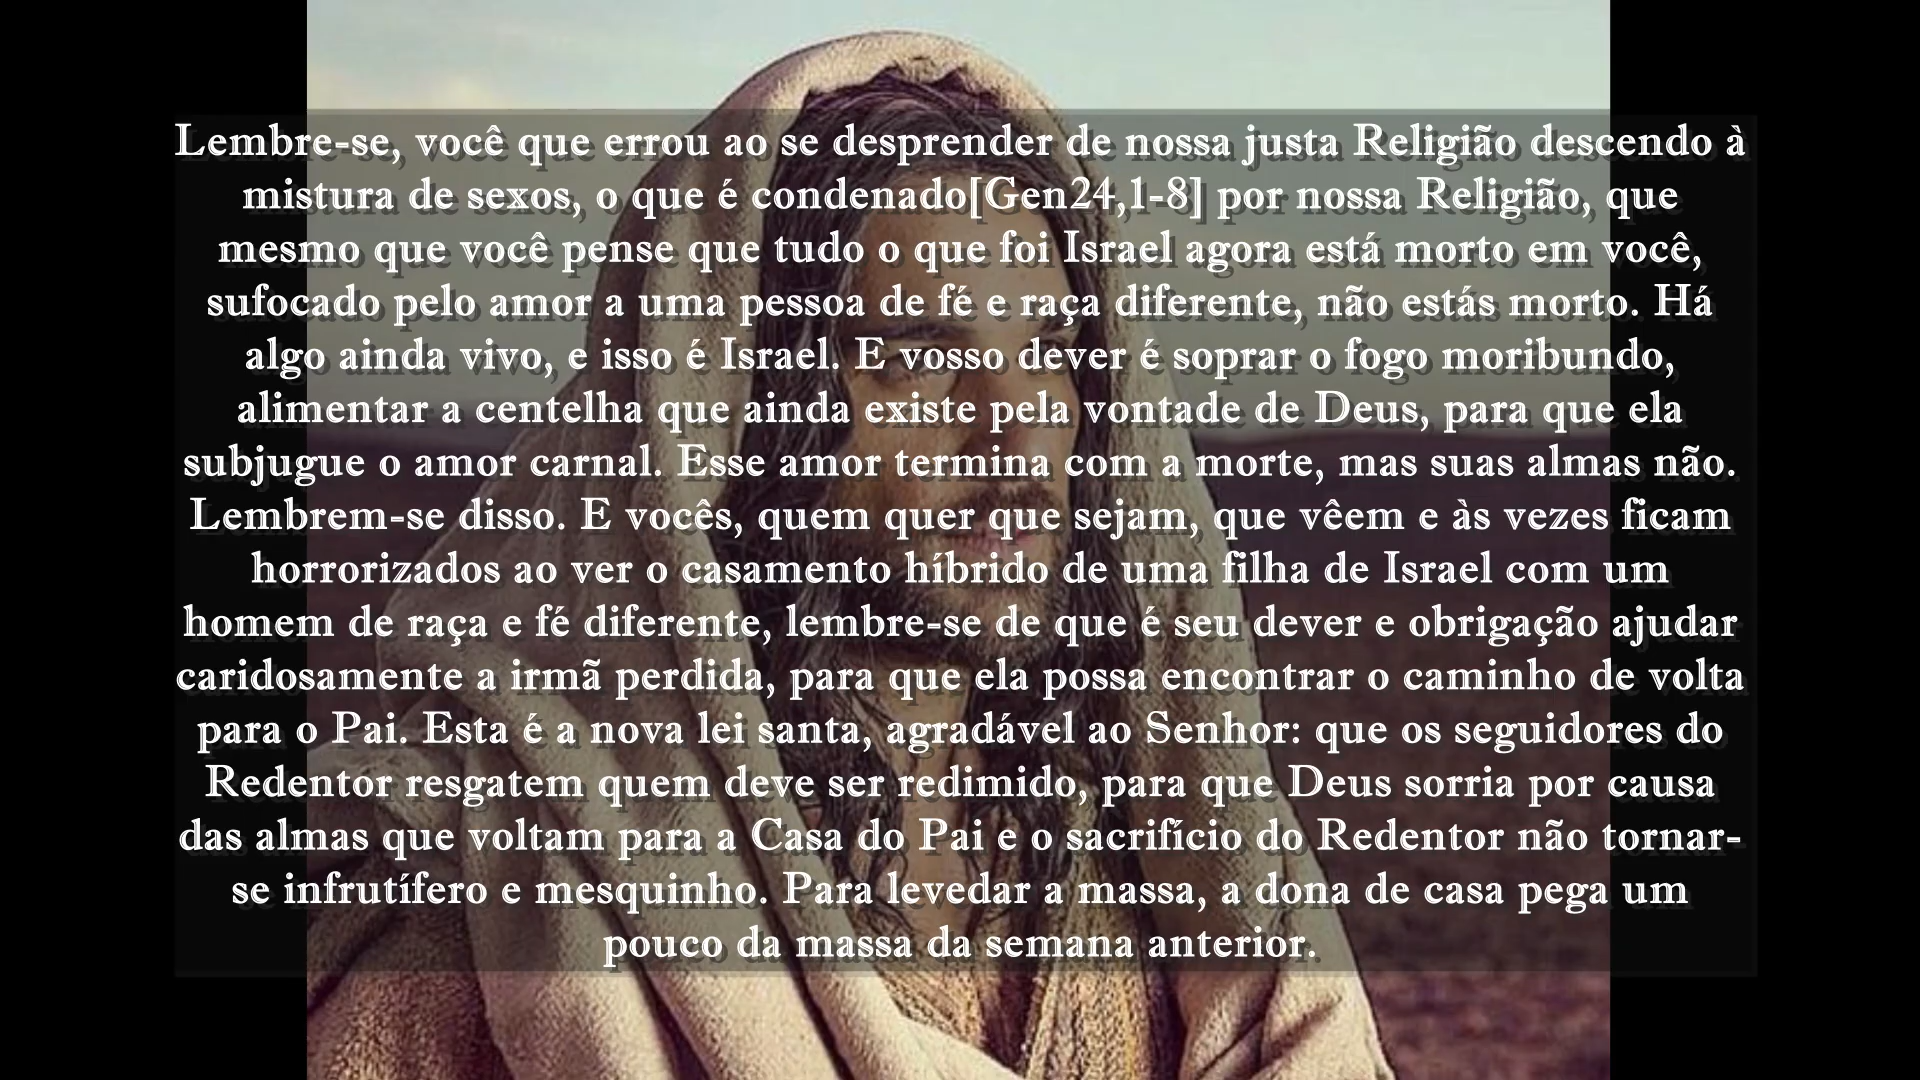 Lembre-se, você que errou ao se desprender de nossa justa Religião descendo à
mistura de sexos, o que é condenado[Gen24,1-8] por nossa Religião, que
mesmo que você pense que tudo o que foi Israel agora está morto em você,
sufocado pelo amor a uma pessoa de fé e raça diferente, não estás morto. Há
algo ainda vivo, e isso é Israel. E vosso dever é soprar o fogo moribundo,
alimentar a centelha que ainda existe pela vontade de Deus, para que ela
subjugue o amor carnal. Esse amor termina com a morte, mas suas almas não.
Lembrem-se disso. E vocês, quem quer que sejam, que vêem e às vezes ficam
horrorizados ao ver o casamento híbrido de uma filha de Israel com um
homem de raça e fé diferente, lembre-se de que é seu dever e obrigação ajudar
caridosamente a irmã perdida, para que ela possa encontrar o caminho de volta
para o Pai. Esta é a nova lei santa, agradável ao Senhor: que os seguidores do
Redentor resgatem quem deve ser redimido, para que Deus sorria por causa
das almas que voltam para a Casa do Pai e o sacrifício do Redentor não tornar-
se infrutífero e mesquinho. Para levedar a massa, a dona de casa pega um
pouco da massa da semana anterior.